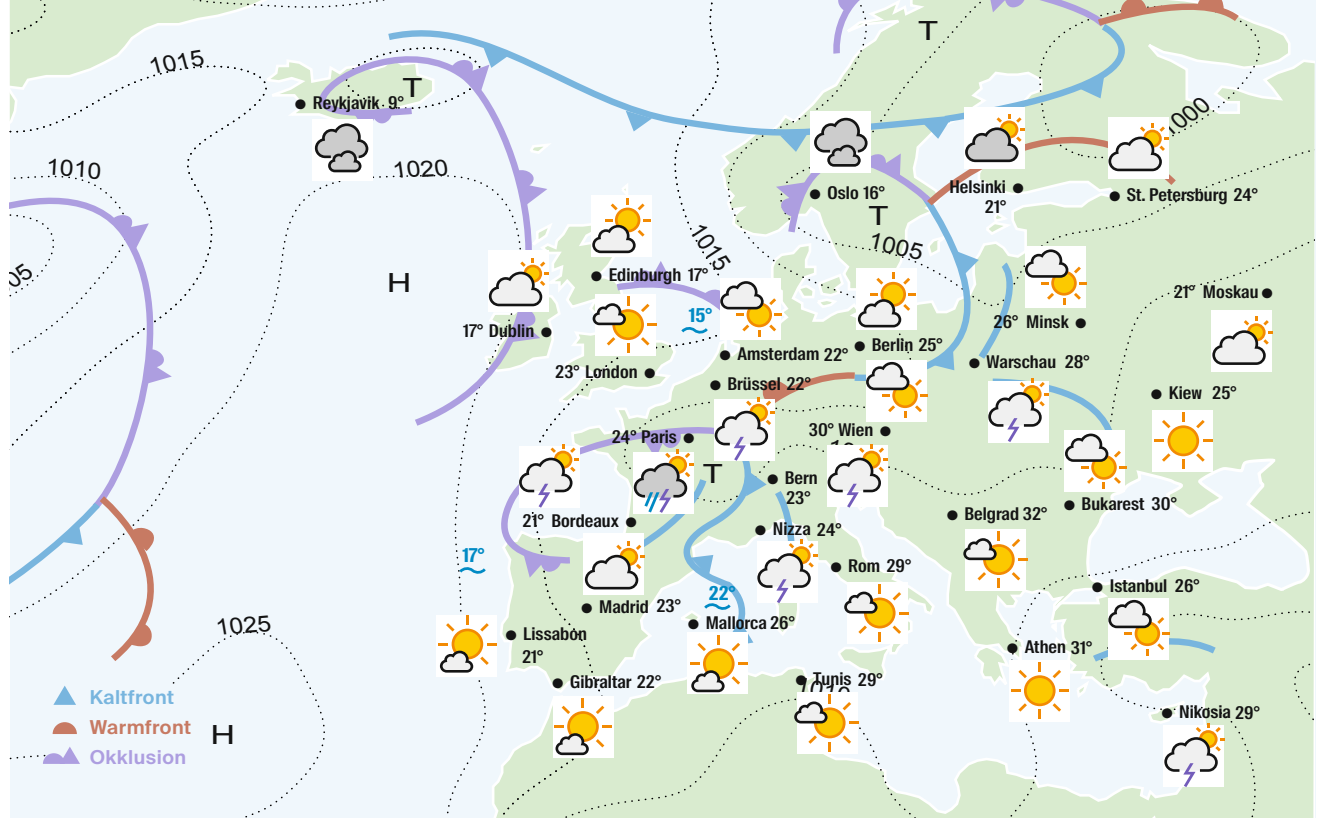 T
1015
T
Reykjavik 9°
1000
1010
1020
Oslo 16°
Helsinki
21°
St. Petersburg 24°
T
1005
1015
05
H
Edinburgh 17°
21° Moskau
15°
26° Minsk
17° Dublin
Berlin 25°
Amsterdam 22°
Warschau 28°
23° London
Brüssel 22°
Kiew 25°
24° Paris
30° Wien
T
Bern
23°
Bukarest 30°
Belgrad 32°
21° Bordeaux
Nizza 24°
17°
Rom 29°
Istanbul 26°
22°
Madrid 23°
Mallorca 26°
1025
Lissabon
21°
Athen 31°
Gibraltar 22°
Tunis 29°
1010
Kaltfront
Nikosia 29°
Warmfront
H
Okklusion